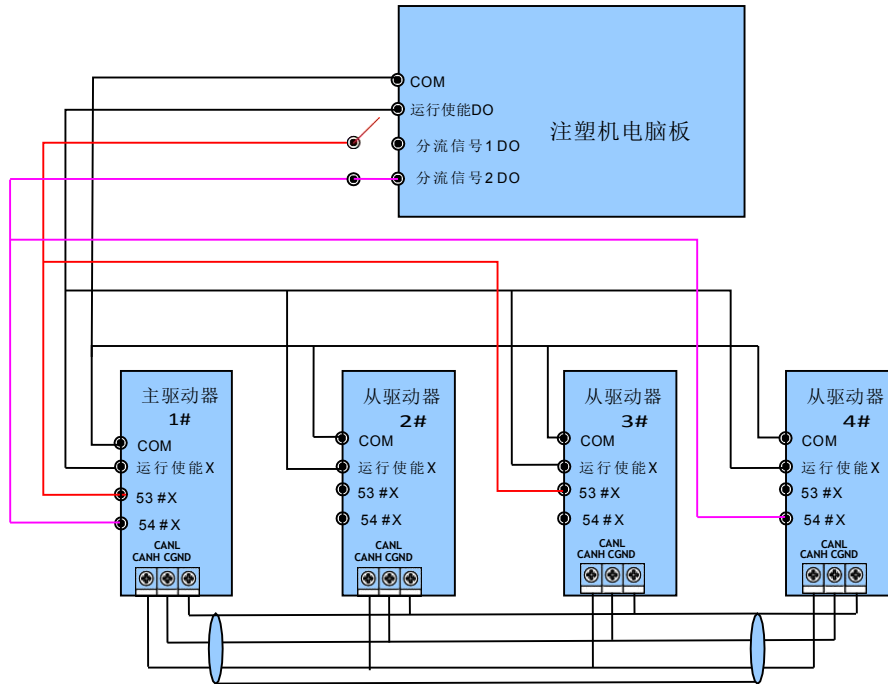 COM
运行使能DO
分流信号1DO
分流信号2DO
注塑机电脑板
主驱动器
1#
COM
运行使能X
53 #X
54 #X
CANL
CANH CGND
从驱动器
2#
COM
运行使能X
53 #X
54 #X
CANL
CANH CGND
从驱动器
3#
COM
运行使能X
53 #X
54 #X
CANL
CANH CGND
从驱动器
4#
COM
运行使能X
53 #X
54 #X
CANL
CANH CGND